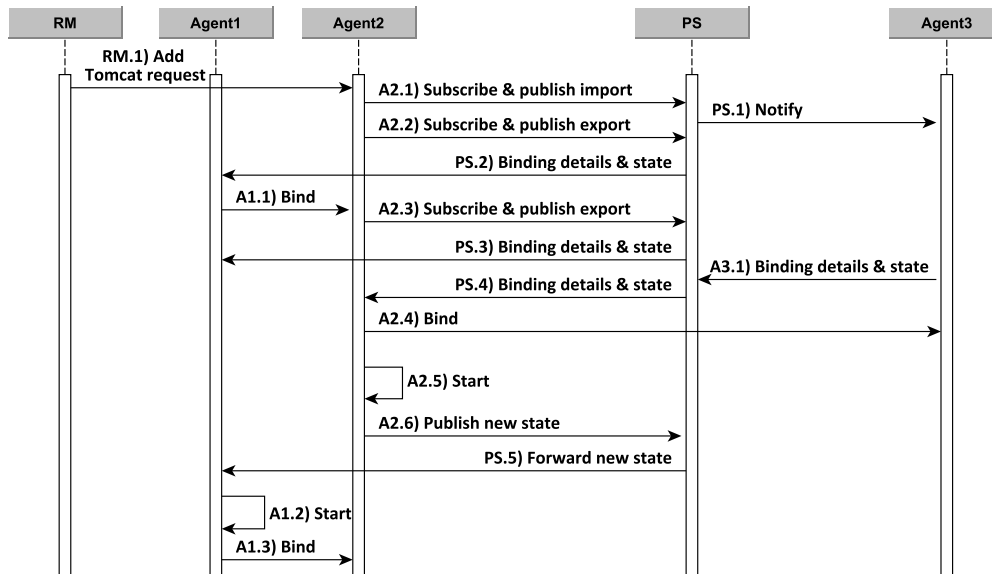 RM
Agent1
Agent2
PS
Agent3
RM.1) Add
Tomcat request
A2.1) Subscribe & publish import
PS.1) Notify
A2.2) Subscribe & publish export
PS.2) Binding details & state
A1.1) Bind
A2.3) Subscribe & publish export
PS.3) Binding details & state
A3.1) Binding details & state
PS.4) Binding details & state
A2.4) Bind
A2.5) Start
A2.6) Publish new state
PS.5) Forward new state
A1.2) Start
A1.3) Bind